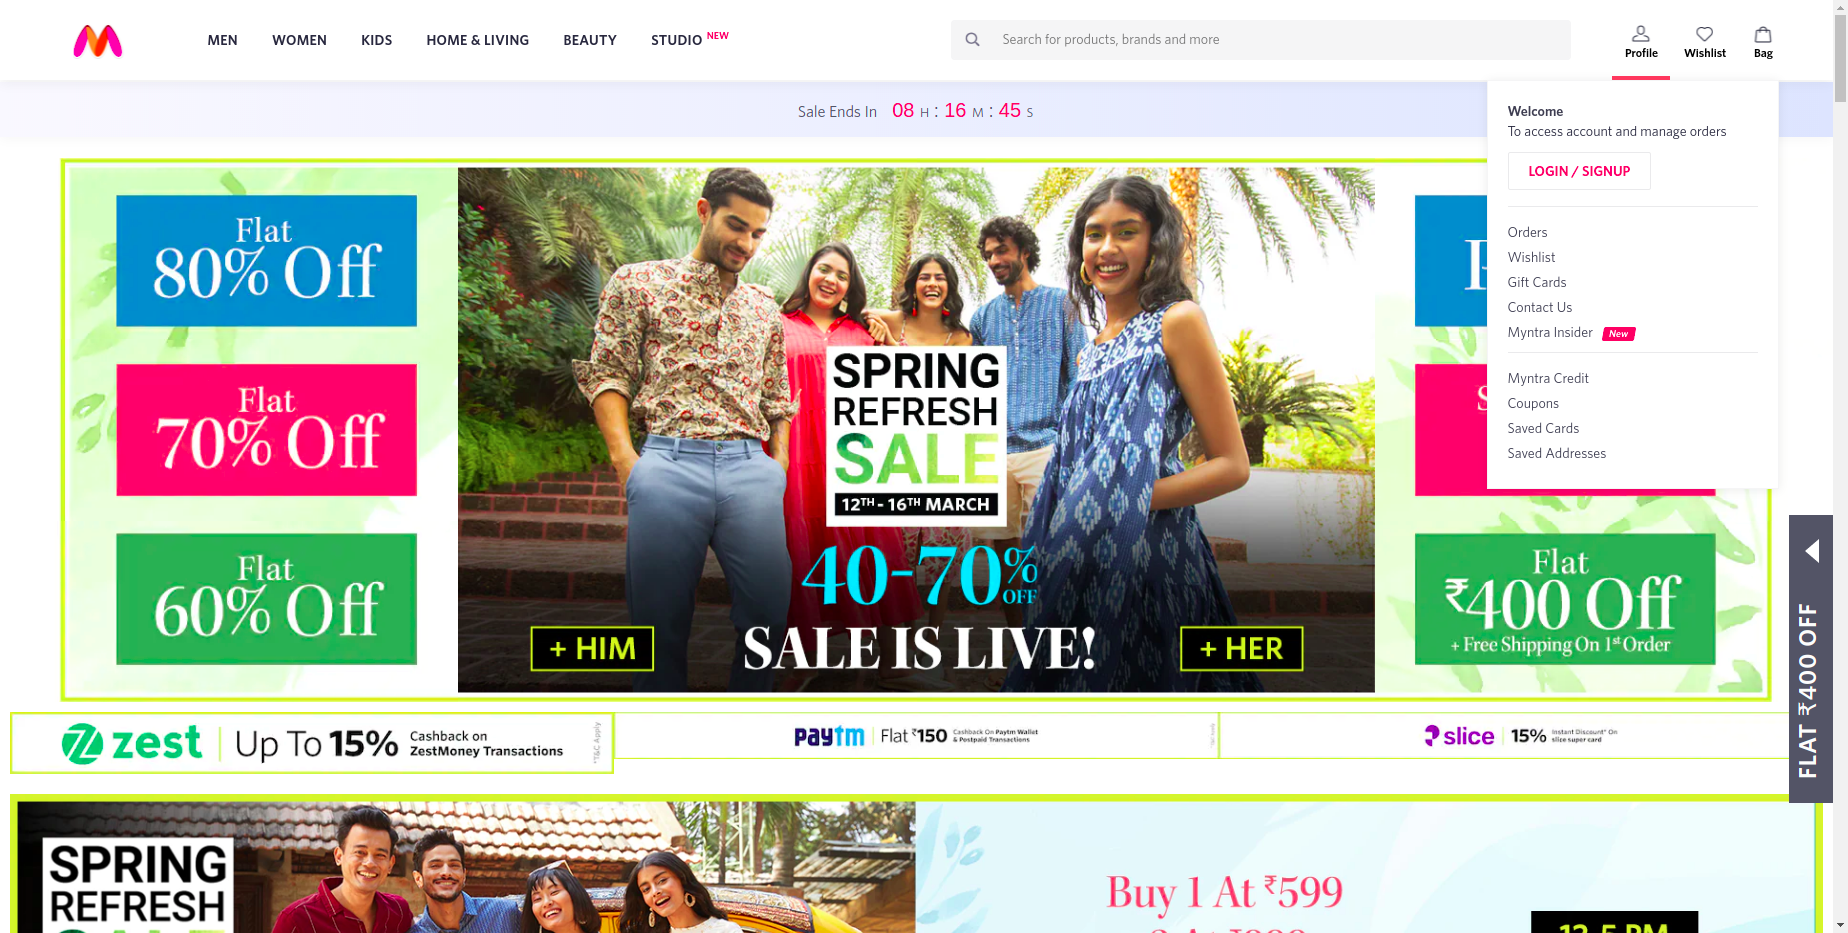 MEN
WOMEN
KIDS
HOME & LIVING
BEAUTY
STUDIO NEW
Search for products, brands and more
Profile
Wishlist
Bag
Sale Ends In 08 H : 16 M : 45 S
Welcome
To access account and manage orders
LOGIN / SIGNUP
Orders
Wishlist
Gift Cards
Contact Us
Myntra Insider New
Myntra Credit
Coupons
Saved Cards
Saved Addresses
Flat
80% Off
Flat
70% Off
Flat
60% Off
SPRING
REFRESH
SALE
12TH - 16TH MARCH
40-70% OFF
+ HIM
SALE IS LIVE!
+ HER
Flat
₹400 Off
+ Free Shipping On 1st Order
FLAT ₹400 OFF
zest
Up To 15%
Cashback on
ZestMoney Transactions
*T&C Apply
paytm
Flat ₹150
Cashback On Paytm Wallet
& Postpaid Transactions
slice
15%
Instant Discount* On
slice super card
SPRING
REFRESH
Buy 1 At ₹599